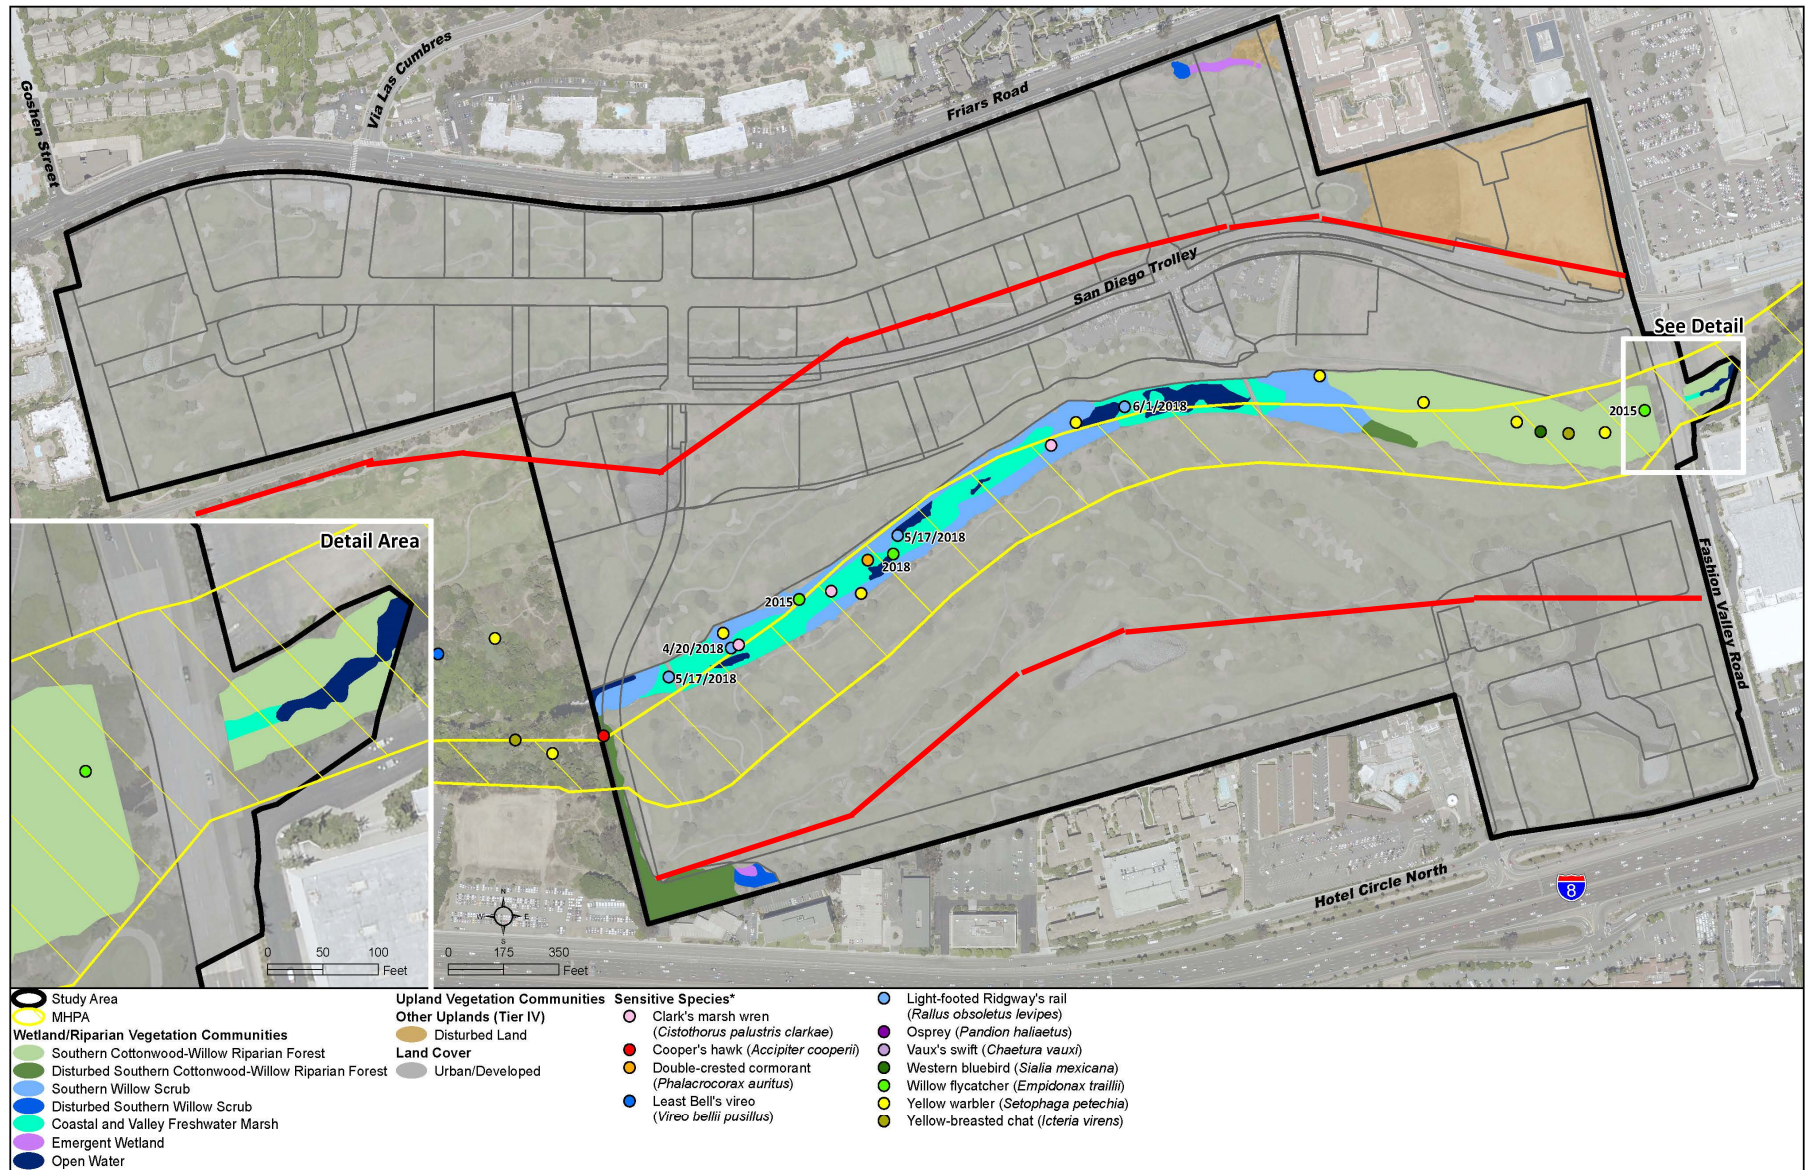 Goshen Street
Via Las Cumbres
Friars Road
San Diego Trolley
See Detail
2015
6/1/2018
5/17/2018
2018
2015
4/20/2018
5/17/2018
Detail Area
Fashion Valley Road
Hotel Circle North
8
N
W E
S
0 50 100
Feet
0 175 350
Feet
Study Area
MHPA
Wetland/Riparian Vegetation Communities
Southern Cottonwood-Willow Riparian Forest
Disturbed Southern Cottonwood-Willow Riparian Forest
Southern Willow Scrub
Disturbed Southern Willow Scrub
Coastal and Valley Freshwater Marsh
Emergent Wetland
Open Water
Upland Vegetation Communities
Other Uplands (Tier IV)
Disturbed Land
Land Cover
Urban/Developed
Sensitive Species*
Clark's marsh wren
(Cistothorus palustris clarkae)
Cooper's hawk (Accipiter cooperii)
Double-crested cormorant
(Phalacrocorax auritus)
Least Bell's vireo
(Vireo bellii pusillus)
Light-footed Ridgway's rail
(Rallus obsoletus levipes)
Osprey (Pandion haliaetus)
Vaux's swift (Chaetura vauxi)
Western bluebird (Sialia mexicana)
Willow flycatcher (Empidonax traillii)
Yellow warbler (Setophaga petechia)
Yellow-breasted chat (Icteria virens)